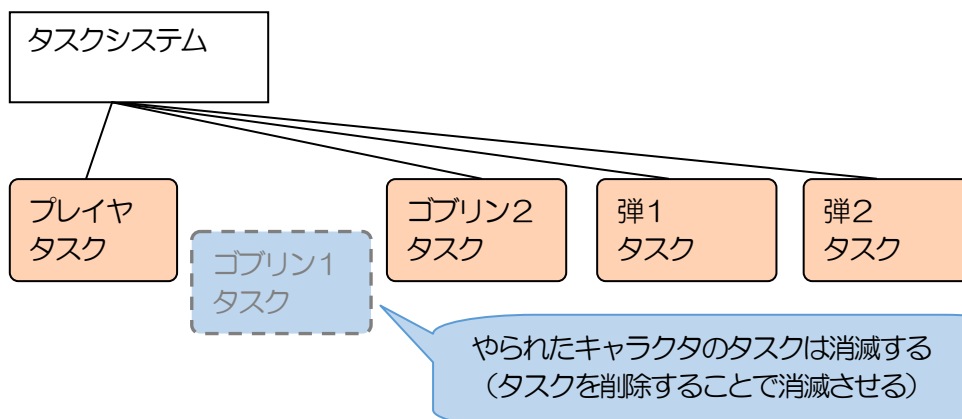 タスクシステム
プレイヤ
タスク
ゴブリン1
タスク
ゴブリン2
タスク
弾1
タスク
弾2
タスク
やられたキャラクタのタスクは消滅する
(タスクを削除することで消滅させる)